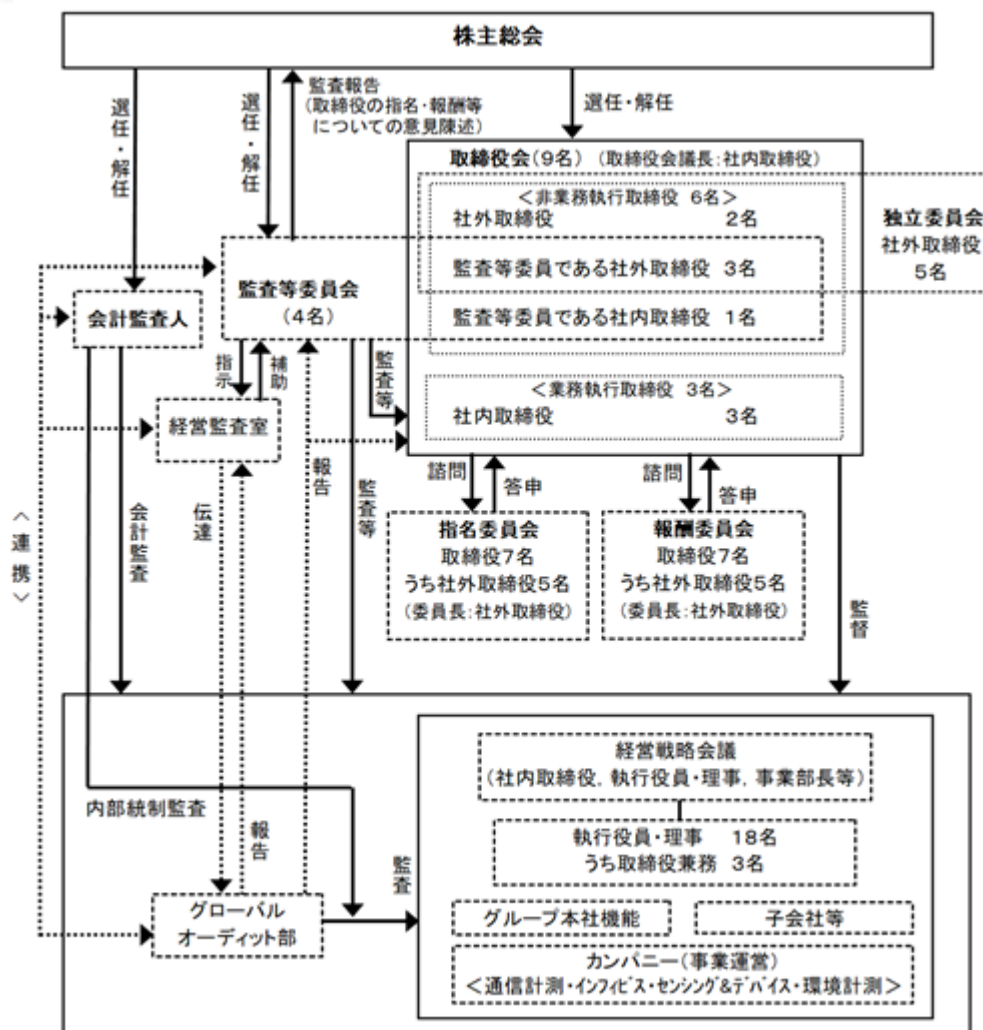 株主総会
選任・解任
選任・解任
監査報告
(取締役の指名・報酬等
についての意見陳述)
選任・解任
取締役会(9名) (取締役会議長:社内取締役)
<非業務執行取締役 6名>
社外取締役 2名
監査等委員である社外取締役 3名
監査等委員である社内取締役 1名
独立委員会
社外取締役
5名
監査等委員会
(4名)
会計監査人
指示
補助
監査等
<業務執行取締役 3名>
社内取締役 3名
経営監査室
報告
監査等
伝達
会計監査
<連携>
諮問
答申
諮問
答申
指名委員会
取締役7名
うち社外取締役5名
(委員長:社外取締役)
報酬委員会
取締役7名
うち社外取締役5名
(委員長:社外取締役)
監督
経営戦略会議
(社内取締役, 執行役員・理事, 事業部長等)
内部統制監査
執行役員・理事 18名
うち取締役兼務 3名
報告
監査
グローバル
オーディット部
グループ本社機能
子会社等
カンパニー(事業運営)
<通信計測・インフィビス・センシング&デバイス・環境計測>